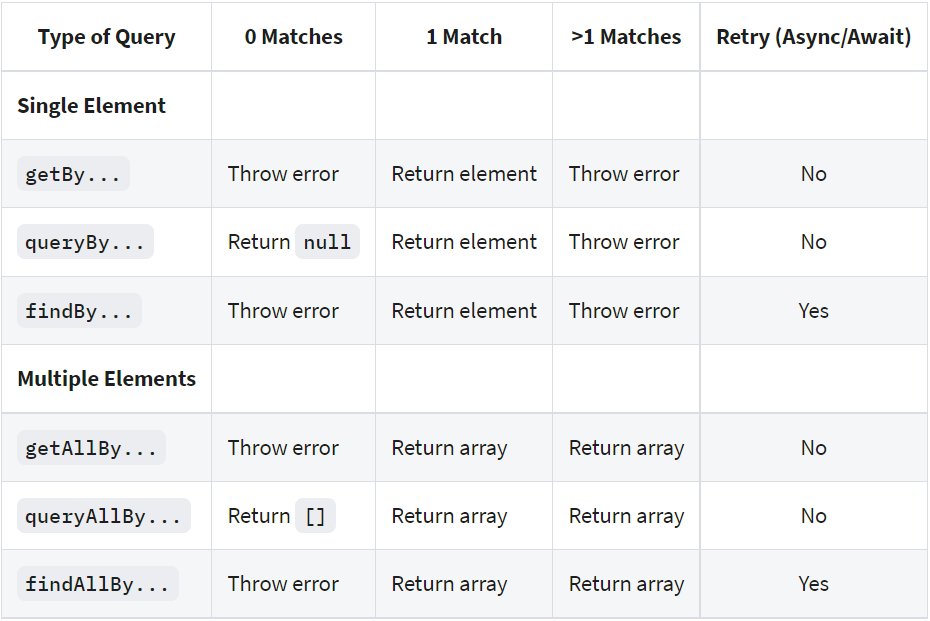 Type of Query 0 Matches 1 Match >1 Matches Retry (Async/Await)
Single Element
getBy... Throw error Return element Throw error No
queryBy... Return null Return element Throw error No
findBy... Throw error Return element Throw error Yes
Multiple Elements
getAllBy... Throw error Return array Return array No
queryAllBy... Return [] Return array Return array No
findAllBy... Throw error Return array Return array Yes